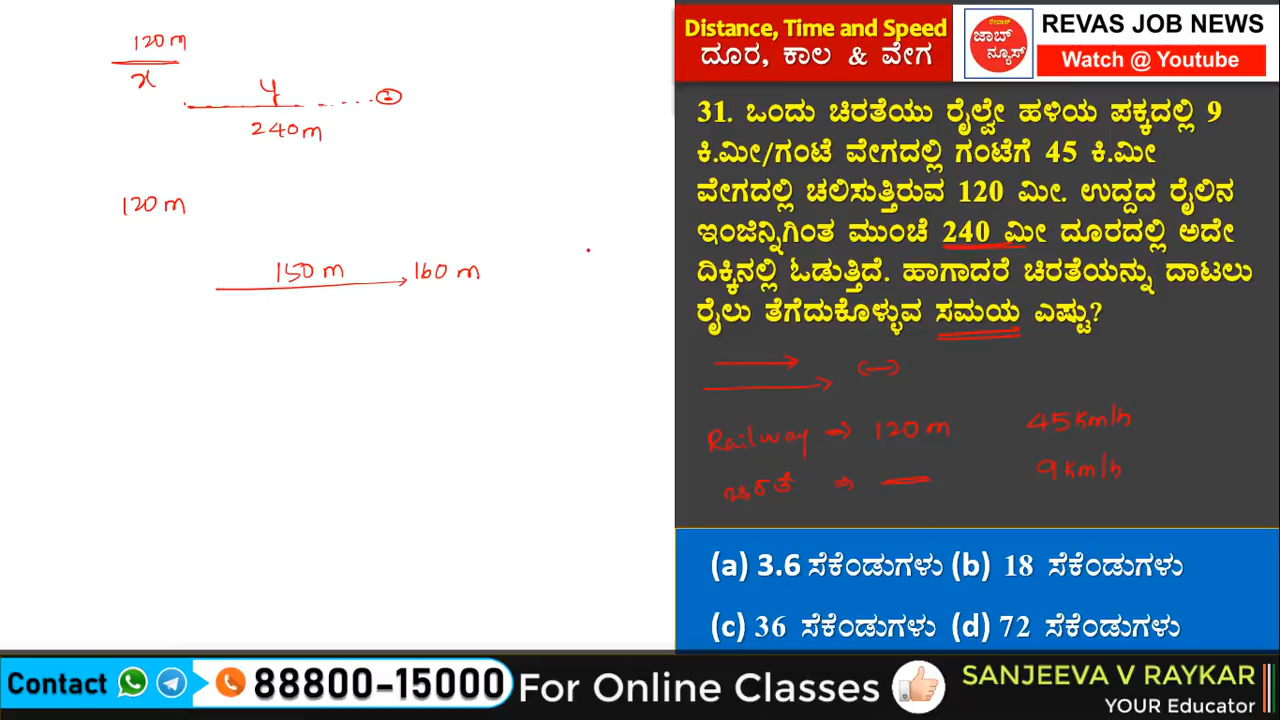 120 m
x
y
240 m
120 m
150 m 160 m
Distance, Time and Speed
ದೂರ, ಕಾಲ & ವೇಗ
ರೇವಾಸ್
ಜಾಬ್
ನ್ಯೂಸ್
REVAS JOB NEWS
Watch @ Youtube
31. ಒಂದು ಚಿರತೆಯು ರೈಲ್ವೇ ಹಳಿಯ ಪಕ್ಕದಲ್ಲಿ 9
ಕಿ.ಮೀ/ಗಂಟೆ ವೇಗದಲ್ಲಿ ಗಂಟೆಗೆ 45 ಕಿ.ಮೀ
ವೇಗದಲ್ಲಿ ಚಲಿಸುತ್ತಿರುವ 120 ಮೀ. ಉದ್ದದ ರೈಲಿನ
ಇಂಜಿನ್ನಿಗಿಂತ ಮುಂಚೆ 240 ಮೀ ದೂರದಲ್ಲಿ ಅದೇ
ದಿಕ್ಕಿನಲ್ಲಿ ಓಡುತ್ತಿದೆ. ಹಾಗಾದರೆ ಚಿರತೆಯನ್ನು ದಾಟಲು
ರೈಲು ತೆಗೆದುಕೊಳ್ಳುವ ಸಮಯ ಎಷ್ಟು?
(—)
Railway → 120 m 45 Km/h
ಚಿರತೆ ⇒ — 9 Km/h
(a) 3.6 ಸೆಕೆಂಡುಗಳು (b) 18 ಸೆಕೆಂಡುಗಳು
(c) 36 ಸೆಕೆಂಡುಗಳು (d) 72 ಸೆಕೆಂಡುಗಳು
Contact 88800-15000 For Online Classes
SANJEEVA V RAYKAR
YOUR Educator